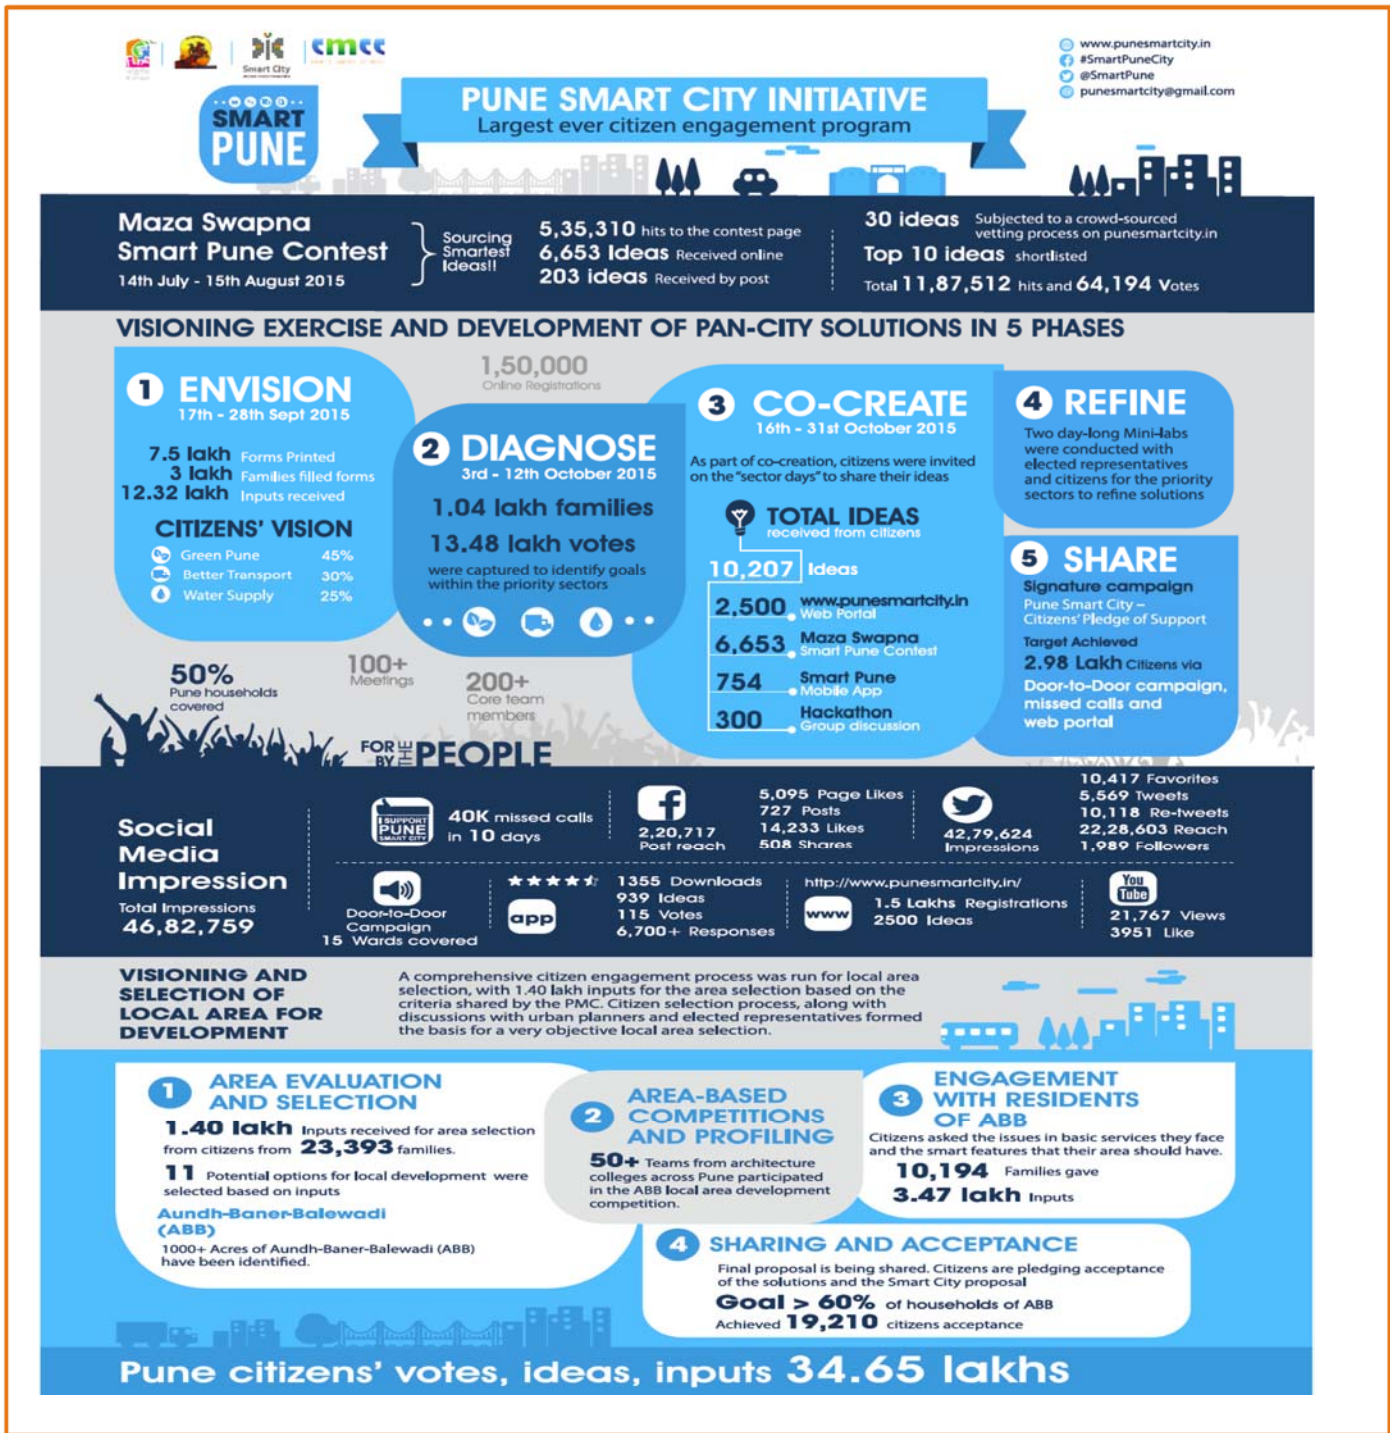 Smart City
cmcc
www.punesmartcity.in
#SmartPuneCity
@SmartPune
punesmartcity@gmail.com
SMART
PUNE
PUNE SMART CITY INITIATIVE
Largest ever citizen engagement program
Maza Swapna
Smart Pune Contest
14th July - 15th August 2015
Sourcing
Smartest
Ideas!!
5,35,310 hits to the contest page
6,653 Ideas Received online
203 ideas Received by post
30 ideas Subjected to a crowd-sourced
vetting process on punesmartcity.in
Top 10 ideas shortlisted
Total 11,87,512 hits and 64,194 Votes
VISIONING EXERCISE AND DEVELOPMENT OF PAN-CITY SOLUTIONS IN 5 PHASES
1 ENVISION
17th - 28th Sept 2015
7.5 lakh Forms Printed
3 lakh Families filled forms
12.32 lakh Inputs received
CITIZENS' VISION
Green Pune 45%
Better Transport 30%
Water Supply 25%
1,50,000
Online Registrations
2 DIAGNOSE
3rd - 12th October 2015
1.04 lakh families
13.48 lakh votes
were captured to identify goals
within the priority sectors
3 CO-CREATE
16th - 31st October 2015
As part of co-creation, citizens were invited
on the "sector days" to share their ideas
TOTAL IDEAS
received from citizens
10,207 Ideas
2,500 www.punesmartcity.in
Web Portal
6,653 Maza Swapna
Smart Pune Contest
754 Smart Pune
Mobile App
300 Hackathon
Group discussion
4 REFINE
Two day-long Mini-labs
were conducted with
elected representatives
and citizens for the priority
sectors to refine solutions
5 SHARE
Signature campaign
Pune Smart City –
Citizens' Pledge of Support
Target Achieved
2.98 Lakh Citizens via
Door-to-Door campaign,
missed calls and
web portal
50%
Pune households
covered
100+
Meetings
200+
Core team
members
FOR BY THE PEOPLE
Social
Media
Impression
Total Impressions
46,82,759
I SUPPORT
PUNE
SMART CITY
40K missed calls
in 10 days
2,20,717
Post reach
5,095 Page Likes
727 Posts
14,233 Likes
508 Shares
42,79,624
Impressions
10,417 Favorites
5,569 Tweets
10,118 Re-tweets
22,28,603 Reach
1,989 Followers
Door-to-Door
Campaign
15 Wards covered
app
1355 Downloads
939 Ideas
115 Votes
6,700+ Responses
http://www.punesmartcity.in/
www
1.5 Lakhs Registrations
2500 Ideas
You
Tube
21,767 Views
3951 Like
VISIONING AND
SELECTION OF
LOCAL AREA FOR
DEVELOPMENT
A comprehensive citizen engagement process was run for local area
selection, with 1.40 lakh inputs for the area selection based on the
criteria shared by the PMC. Citizen selection process, along with
discussions with urban planners and elected representatives formed
the basis for a very objective local area selection.
1 AREA EVALUATION
AND SELECTION
1.40 lakh Inputs received for area selection
from citizens from 23,393 families.
11 Potential options for local development were
selected based on inputs
Aundh-Baner-Balewadi
(ABB)
1000+ Acres of Aundh-Baner-Balewadi (ABB)
have been identified.
2 AREA-BASED
COMPETITIONS
AND PROFILING
50+ Teams from architecture
colleges across Pune participated
in the ABB local area development
competition.
3 ENGAGEMENT
WITH RESIDENTS
OF ABB
Citizens asked the issues in basic services they face
and the smart features that their area should have.
10,194 Families gave
3.47 lakh Inputs
4 SHARING AND ACCEPTANCE
Final proposal is being shared. Citizens are pledging acceptance
of the solutions and the Smart City proposal
Goal > 60% of households of ABB
Achieved 19,210 citizens acceptance
Pune citizens' votes, ideas, inputs 34.65 lakhs